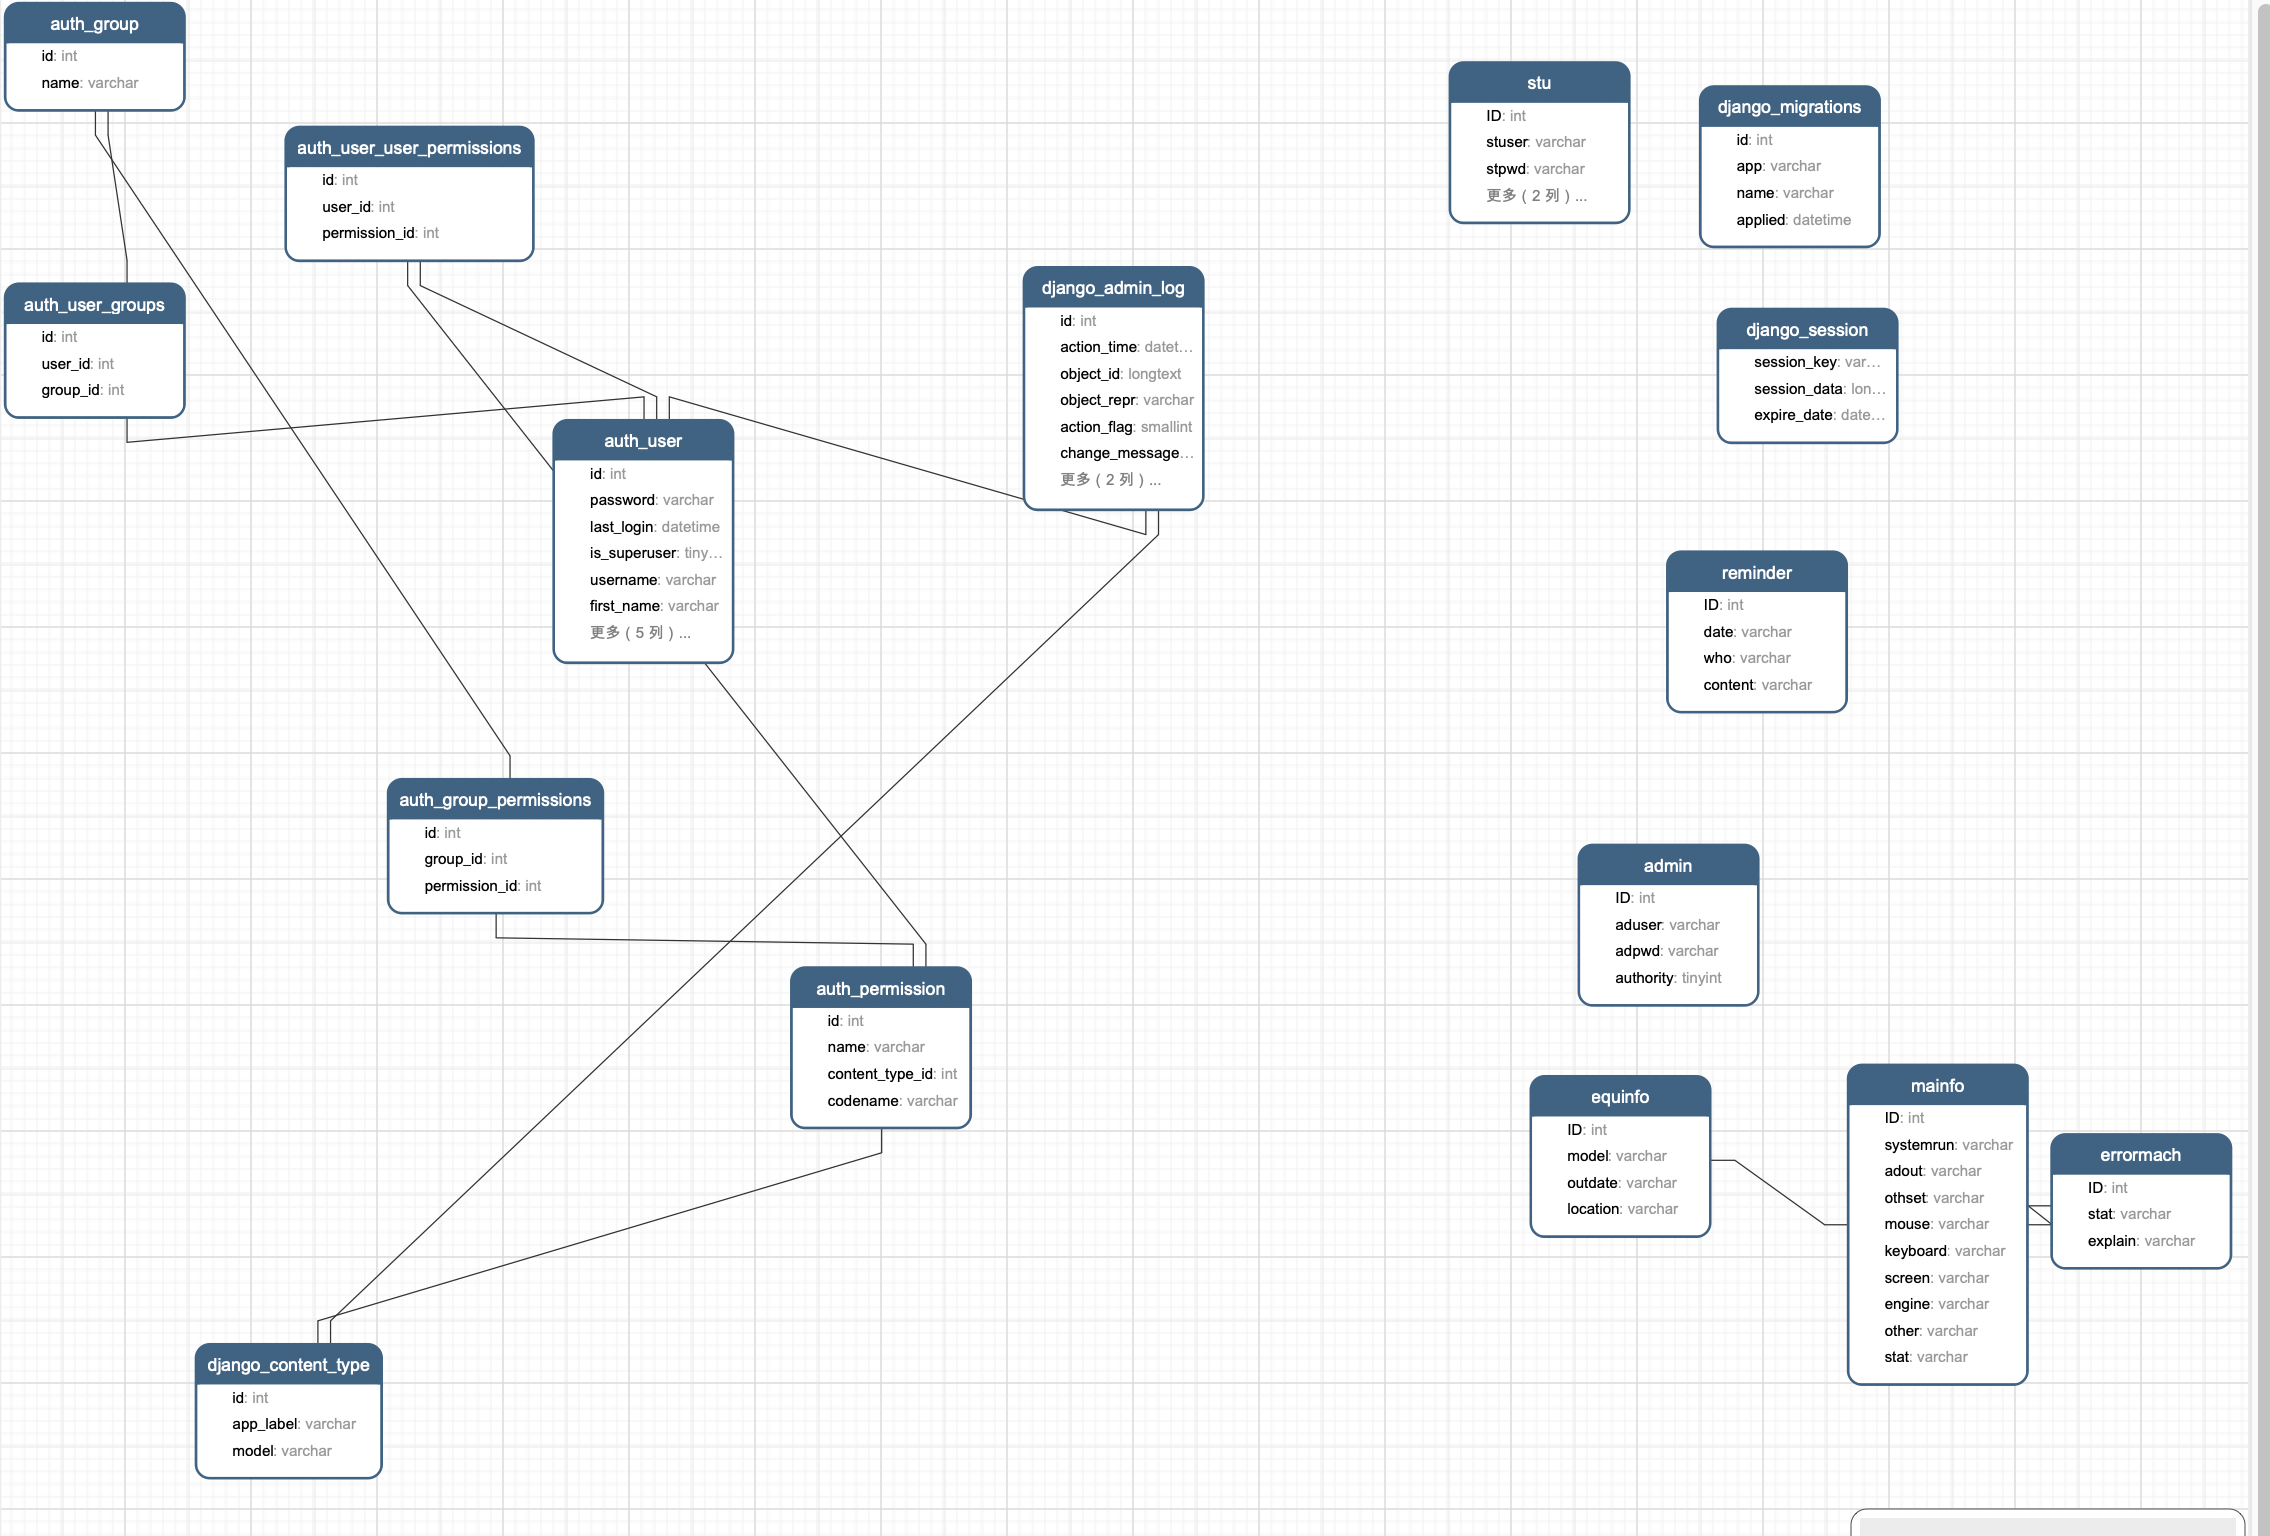 auth_group
id: int
name: varchar
auth_user_user_permissions
id: int
user_id: int
permission_id: int
auth_user_groups
id: int
user_id: int
group_id: int
auth_user
id: int
password: varchar
last_login: datetime
is_superuser: tiny...
username: varchar
first_name: varchar
更多 ( 5 列 ) ...
django_admin_log
id: int
action_time: datet...
object_id: longtext
object_repr: varchar
action_flag: smallint
change_message...
更多 ( 2 列 ) ...
auth_group_permissions
id: int
group_id: int
permission_id: int
auth_permission
id: int
name: varchar
content_type_id: int
codename: varchar
django_content_type
id: int
app_label: varchar
model: varchar
stu
ID: int
stuser: varchar
stpwd: varchar
更多 ( 2 列 ) ...
django_migrations
id: int
app: varchar
name: varchar
applied: datetime
django_session
session_key: var...
session_data: lon...
expire_date: date...
reminder
ID: int
date: varchar
who: varchar
content: varchar
admin
ID: int
aduser: varchar
adpwd: varchar
authority: tinyint
equinfo
ID: int
model: varchar
outdate: varchar
location: varchar
mainfo
ID: int
systemrun: varchar
adout: varchar
othset: varchar
mouse: varchar
keyboard: varchar
screen: varchar
engine: varchar
other: varchar
stat: varchar
errormach
ID: int
stat: varchar
explain: varchar